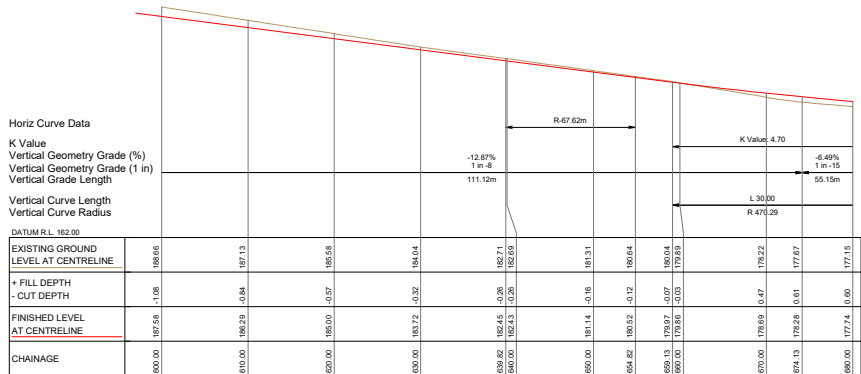 Horiz Curve Data
R-67.62m
K Value
K Value: 4.70
Vertical Geometry Grade (%)
-12.87%
-6.49%
Vertical Geometry Grade (1 in)
1 in -8
1 in -15
Vertical Grade Length
111.12m
55.15m
Vertical Curve Length
L 30.00
Vertical Curve Radius
R 470.29
DATUM R.L. 162.00
EXISTING GROUND
LEVEL AT CENTRELINE
188.66 187.13 185.58 184.04 182.71 182.69 181.31 180.64 180.04 179.89 178.22 177.67 177.15
+ FILL DEPTH
- CUT DEPTH
-1.08 -0.84 -0.57 -0.32 -0.26 -0.26 -0.16 -0.12 -0.07 -0.03 0.47 0.61 0.60
FINISHED LEVEL
AT CENTRELINE
187.58 186.29 185.00 183.72 182.45 182.43 181.14 180.52 179.97 179.86 178.69 178.28 177.74
CHAINAGE
600.00 610.00 620.00 630.00 639.82 640.00 650.00 654.82 659.13 660.00 670.00 674.13 680.00